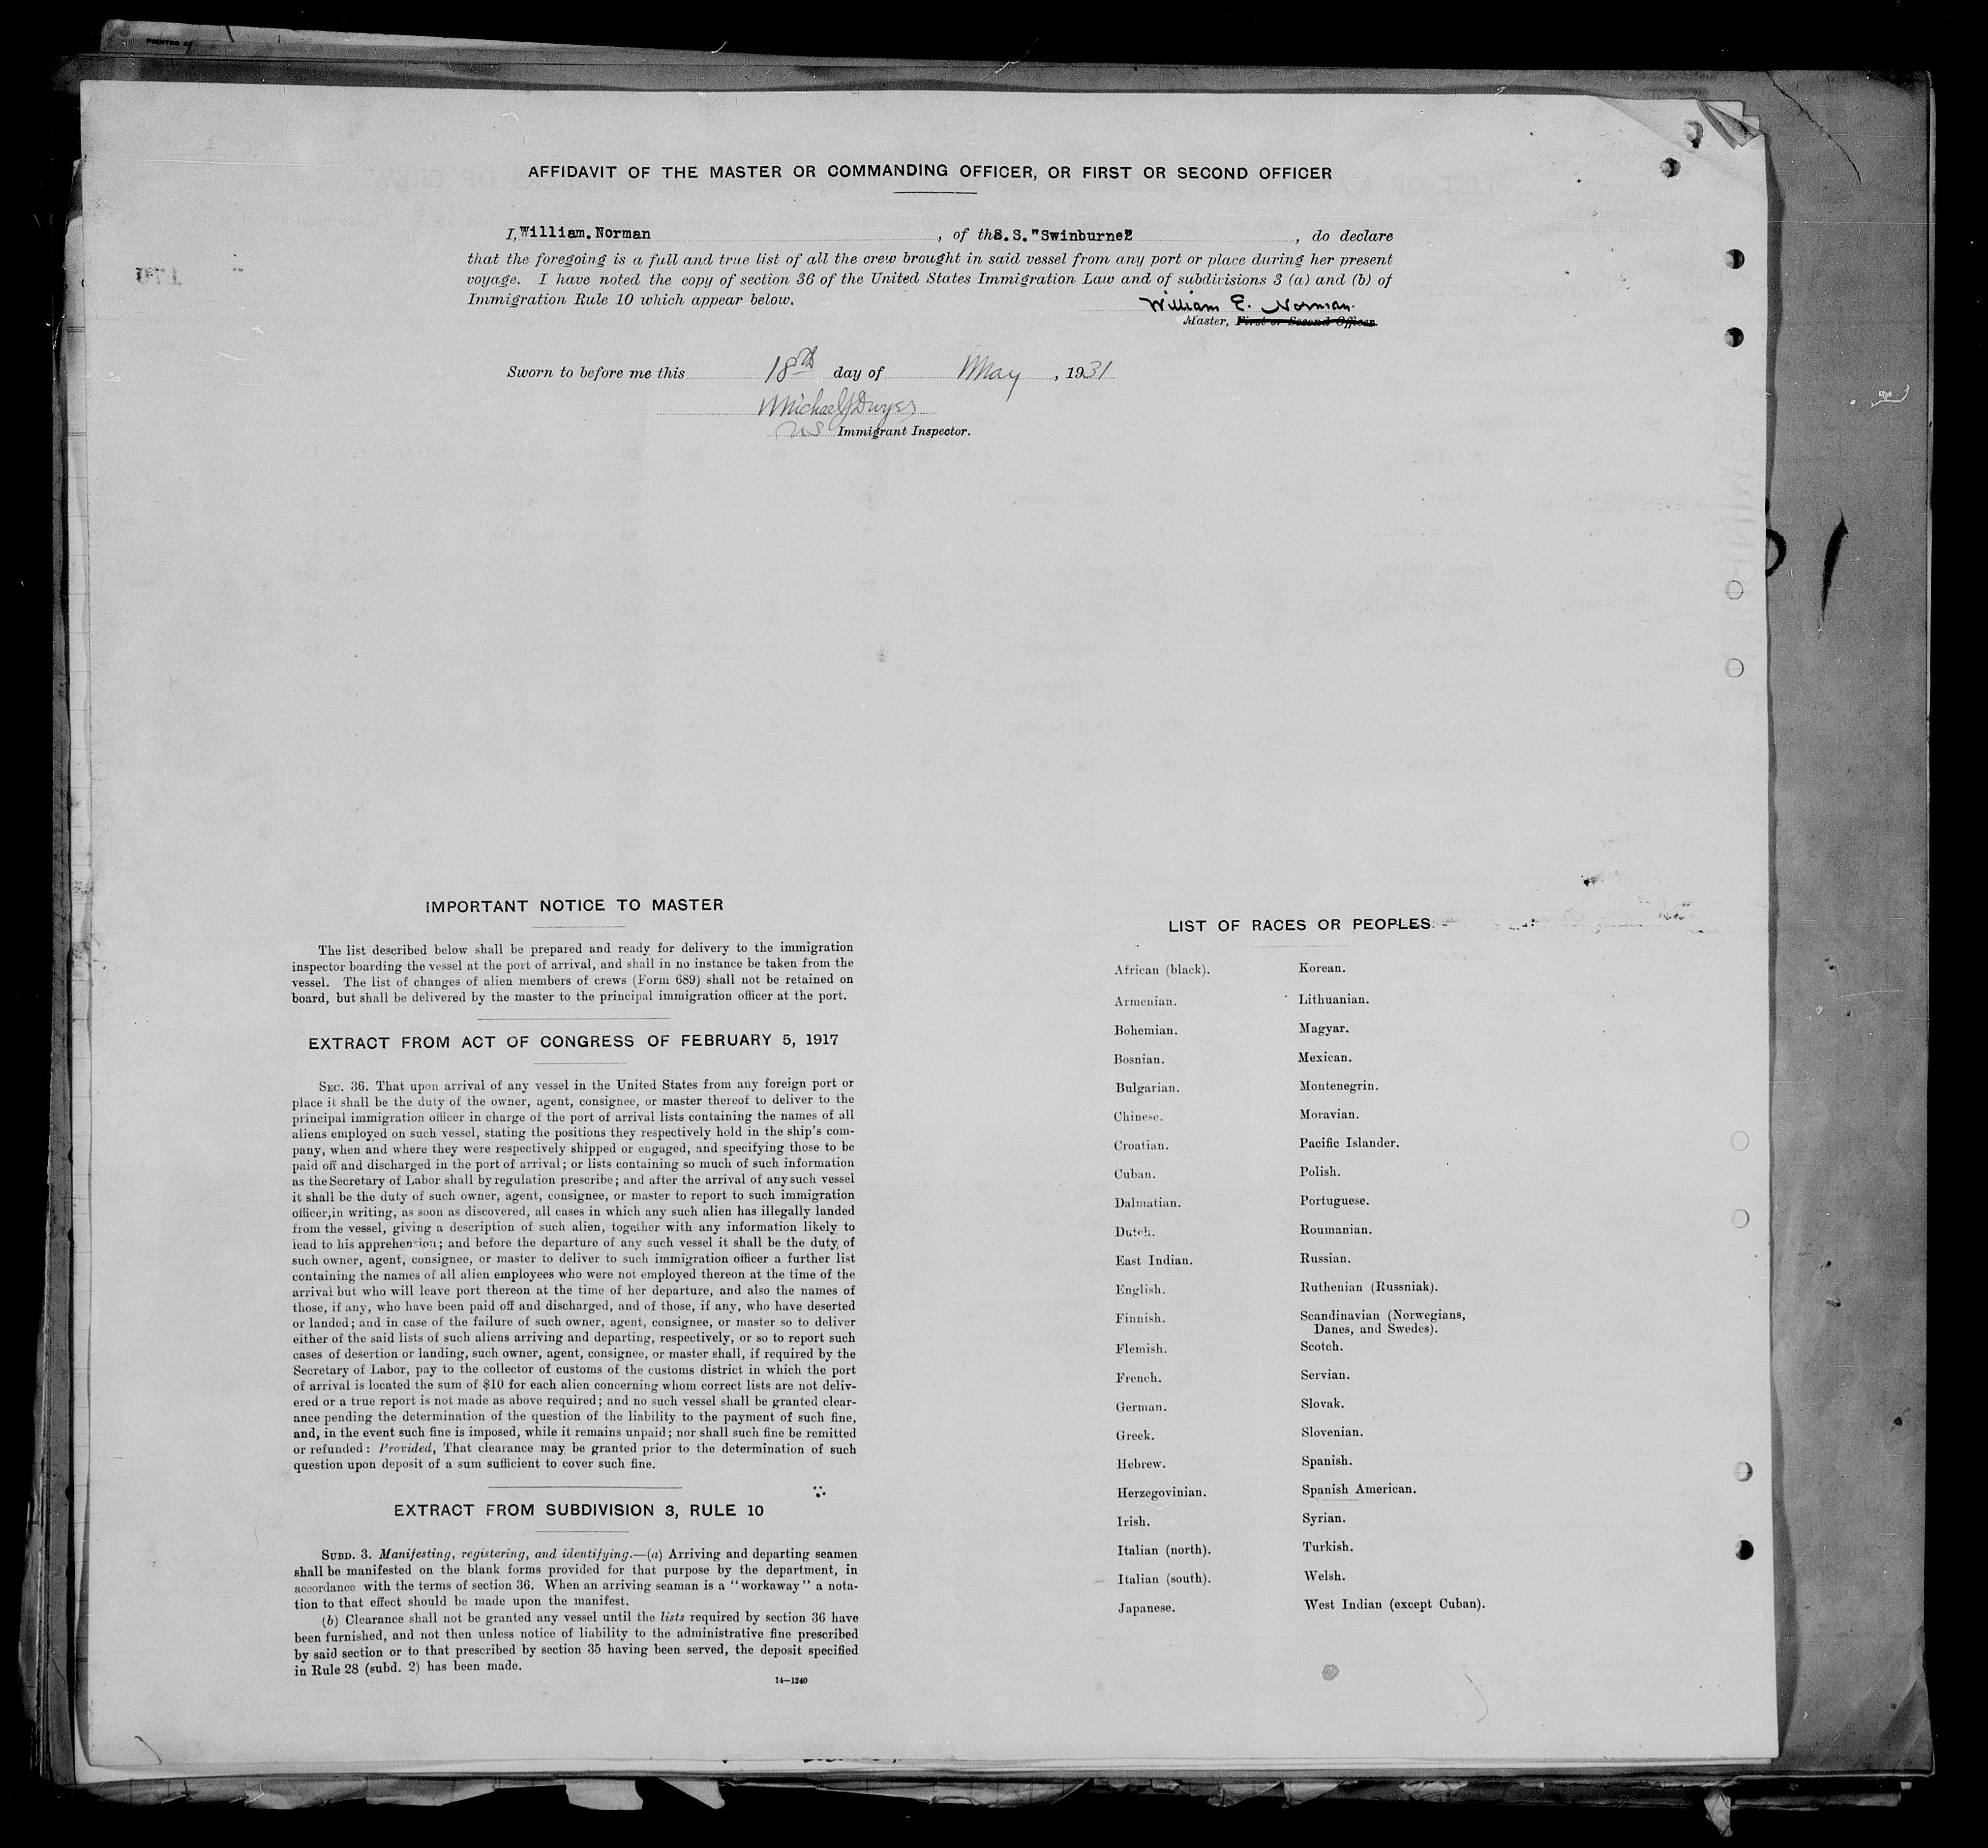 AFFIDAVIT OF THE MASTER OR COMMANDING OFFICER, OR FIRST OR SECOND OFFICER
I, William. Norman, of the S.S. "Swinburne", do declare
that the foregoing is a full and true list of all the crew brought in said vessel from any port or place during her present
voyage. I have noted the copy of section 36 of the United States Immigration Law and of subdivisions 3 (a) and (b) of
Immigration Rule 10 which appear below.
William E. Norman.
Master, First or Second Officer.
Sworn to before me this 18th day of May, 1931
Michael J Dwyer
US Immigrant Inspector.
IMPORTANT NOTICE TO MASTER
The list described below shall be prepared and ready for delivery to the immigration
inspector boarding the vessel at the port of arrival, and shall in no instance be taken from the
vessel. The list of changes of alien members of crews (Form 689) shall not be retained on
board, but shall be delivered by the master to the principal immigration officer at the port.
EXTRACT FROM ACT OF CONGRESS OF FEBRUARY 5, 1917
SEC. 36. That upon arrival of any vessel in the United States from any foreign port or
place it shall be the duty of the owner, agent, consignee, or master thereof to deliver to the
principal immigration officer in charge of the port of arrival lists containing the names of all
aliens employed on such vessel, stating the positions they respectively hold in the ship's com-
pany, when and where they were respectively shipped or engaged, and specifying those to be
paid off and discharged in the port of arrival; or lists containing so much of such information
as the Secretary of Labor shall by regulation prescribe; and after the arrival of any such vessel
it shall be the duty of such owner, agent, consignee, or master to report to such immigration
officer, in writing, as soon as discovered, all cases in which any such alien has illegally landed
from the vessel, giving a description of such alien, together with any information likely to
lead to his apprehension; and before the departure of any such vessel it shall be the duty of
such owner, agent, consignee, or master to deliver to such immigration officer a further list
containing the names of all alien employees who were not employed thereon at the time of the
arrival but who will leave port thereon at the time of her departure, and also the names of
those, if any, who have been paid off and discharged, and of those, if any, who have deserted
or landed; and in case of the failure of such owner, agent, consignee, or master so to deliver
either of the said lists of such aliens arriving and departing, respectively, or so to report such
cases of desertion or landing, such owner, agent, consignee, or master shall, if required by the
Secretary of Labor, pay to the collector of customs of the customs district in which the port
of arrival is located the sum of $10 for each alien concerning whom correct lists are not deliv-
ered or a true report is not made as above required; and no such vessel shall be granted clear-
ance pending the determination of the question of the liability to the payment of such fine,
and, in the event such fine is imposed, while it remains unpaid; nor shall such fine be remitted
or refunded: Provided, That clearance may be granted prior to the determination of such
question upon deposit of a sum sufficient to cover such fine.
EXTRACT FROM SUBDIVISION 3, RULE 10
SUBD. 3. Manifesting, registering, and identifying.—(a) Arriving and departing seamen
shall be manifested on the blank forms provided for that purpose by the department, in
accordance with the terms of section 36. When an arriving seaman is a "workaway" a nota-
tion to that effect should be made upon the manifest.
(b) Clearance shall not be granted any vessel until the lists required by section 36 have
been furnished, and not then unless notice of liability to the administrative fine prescribed
by said section or to that prescribed by section 35 having been served, the deposit specified
in Rule 28 (subd. 2) has been made.
14—1240
LIST OF RACES OR PEOPLES
African (black).
Armenian.
Bohemian.
Bosnian.
Bulgarian.
Chinese.
Croatian.
Cuban.
Dalmatian.
Dutch.
East Indian.
English.
Finnish.
Flemish.
French.
German.
Greek.
Hebrew.
Herzegovinian.
Irish.
Italian (north).
Italian (south).
Japanese.
Korean.
Lithuanian.
Magyar.
Mexican.
Montenegrin.
Moravian.
Pacific Islander.
Polish.
Portuguese.
Roumanian.
Russian.
Ruthenian (Russniak).
Scandinavian (Norwegians,
Danes, and Swedes).
Scotch.
Servian.
Slovak.
Slovenian.
Spanish.
Spanish American.
Syrian.
Turkish.
Welsh.
West Indian (except Cuban).